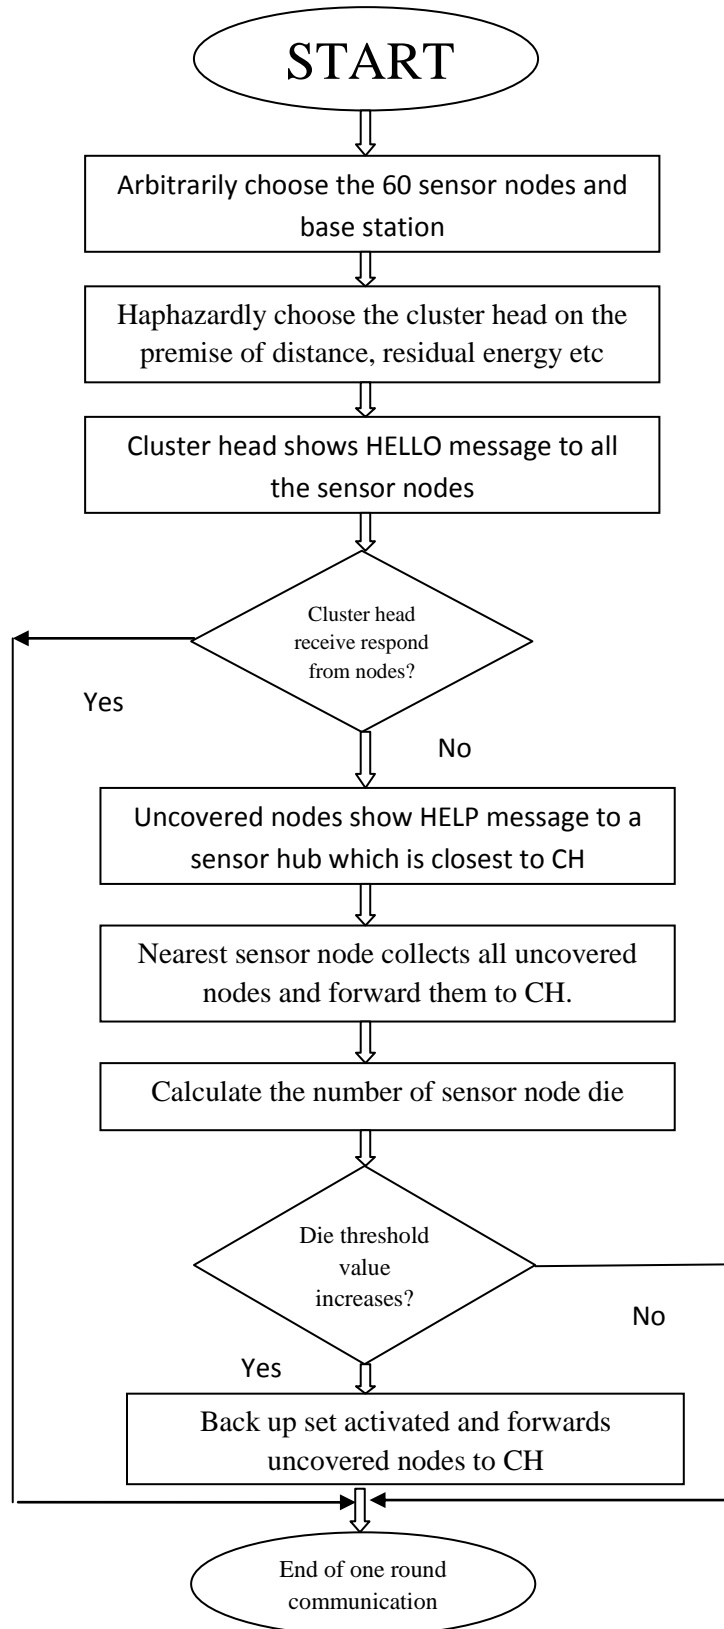 START
Arbitrarily choose the 60 sensor nodes and
base station
Haphazardly choose the cluster head on the
premise of distance, residual energy etc
Cluster head shows HELLO message to all
the sensor nodes
Cluster head
receive respond
from nodes?
Yes
No
Uncovered nodes show HELP message to a
sensor hub which is closest to CH
Nearest sensor node collects all uncovered
nodes and forward them to CH.
Calculate the number of sensor node die
Die threshold
value
increases?
No
Yes
Back up set activated and forwards
uncovered nodes to CH
End of one round
communication